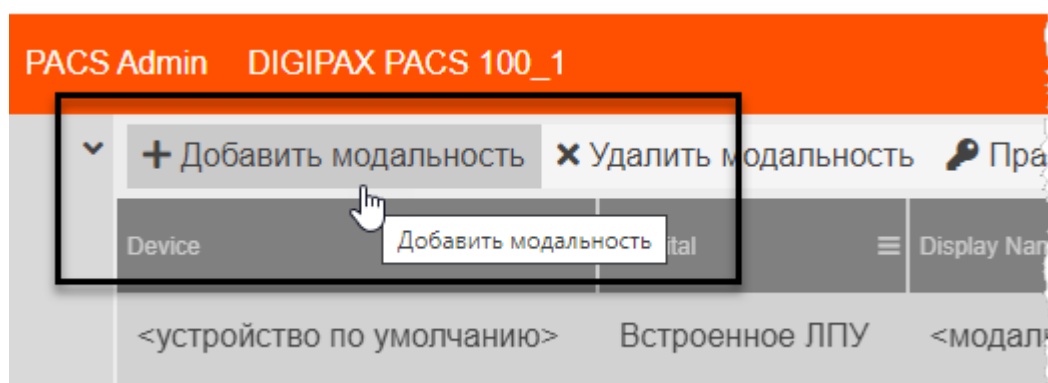 PACS Admin DIGIPAX PACS 100_1
Добавить модальность Удалить модальность
Device Display
Добавить модальность
<устройство по умолчанию> Встроенное ЛПУ